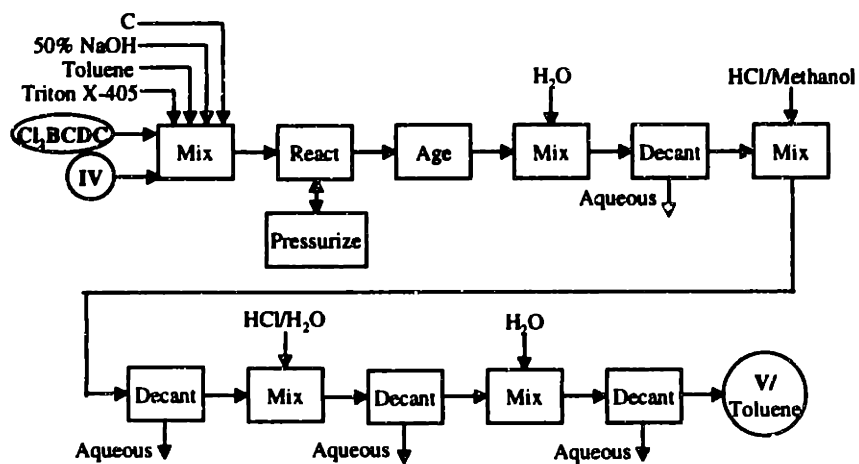 C
50% NaOH
Toluene
Triton X-405
H₂O
HCl/Methanol
Cl₃BCDC
IV
Mix
React
Age
Mix
Decant
Mix
Aqueous
Pressurize
HCl/H₂O
H₂O
Decant
Mix
Decant
Mix
Decant
V/
Toluene
Aqueous
Aqueous
Aqueous